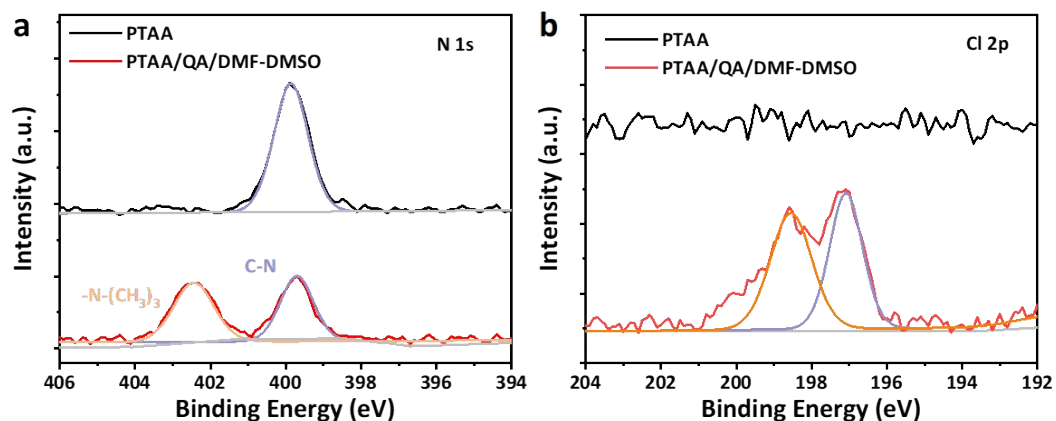 a
PTAA
PTAA/QA/DMF-DMSO
N 1s
C-N
-N-(CH₃)₃
Intensity (a.u.)
406 404 402 400 398 396 394
Binding Energy (eV)
b
PTAA
PTAA/QA/DMF-DMSO
Cl 2p
Intensity (a.u.)
204 202 200 198 196 194 192
Binding Energy (eV)